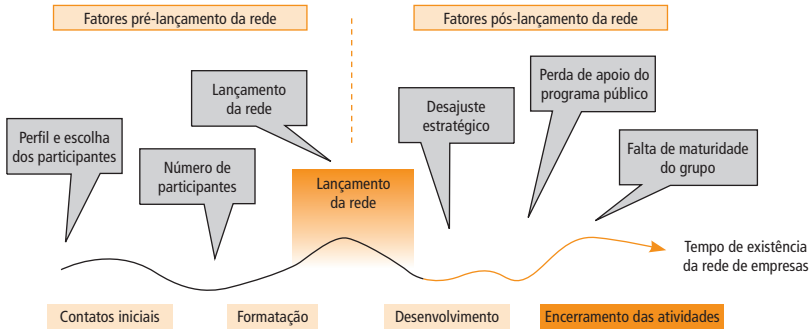 Fatores pré-lançamento da rede
Fatores pós-lançamento da rede
Perfil e escolha
dos participantes
Número de
participantes
Lançamento
da rede
Lançamento
da rede
Desajuste
estratégico
Perda de apoio do
programa público
Falta de maturidade
do grupo
Tempo de existência
da rede de empresas
Contatos iniciais
Formatação
Desenvolvimento
Encerramento das atividades